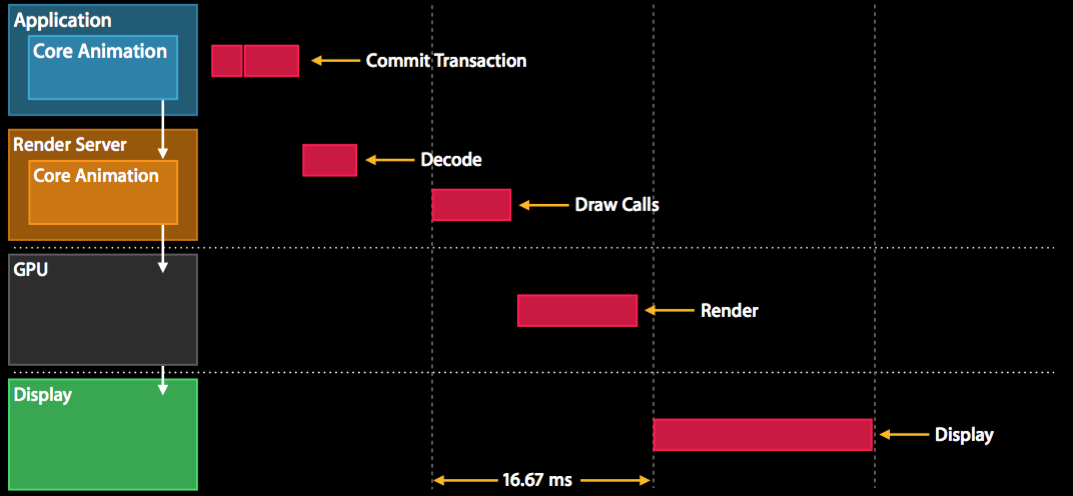 Application
Core Animation
Commit Transaction
Render Server
Core Animation
Decode
Draw Calls
GPU
Render
Display
Display
16.67 ms